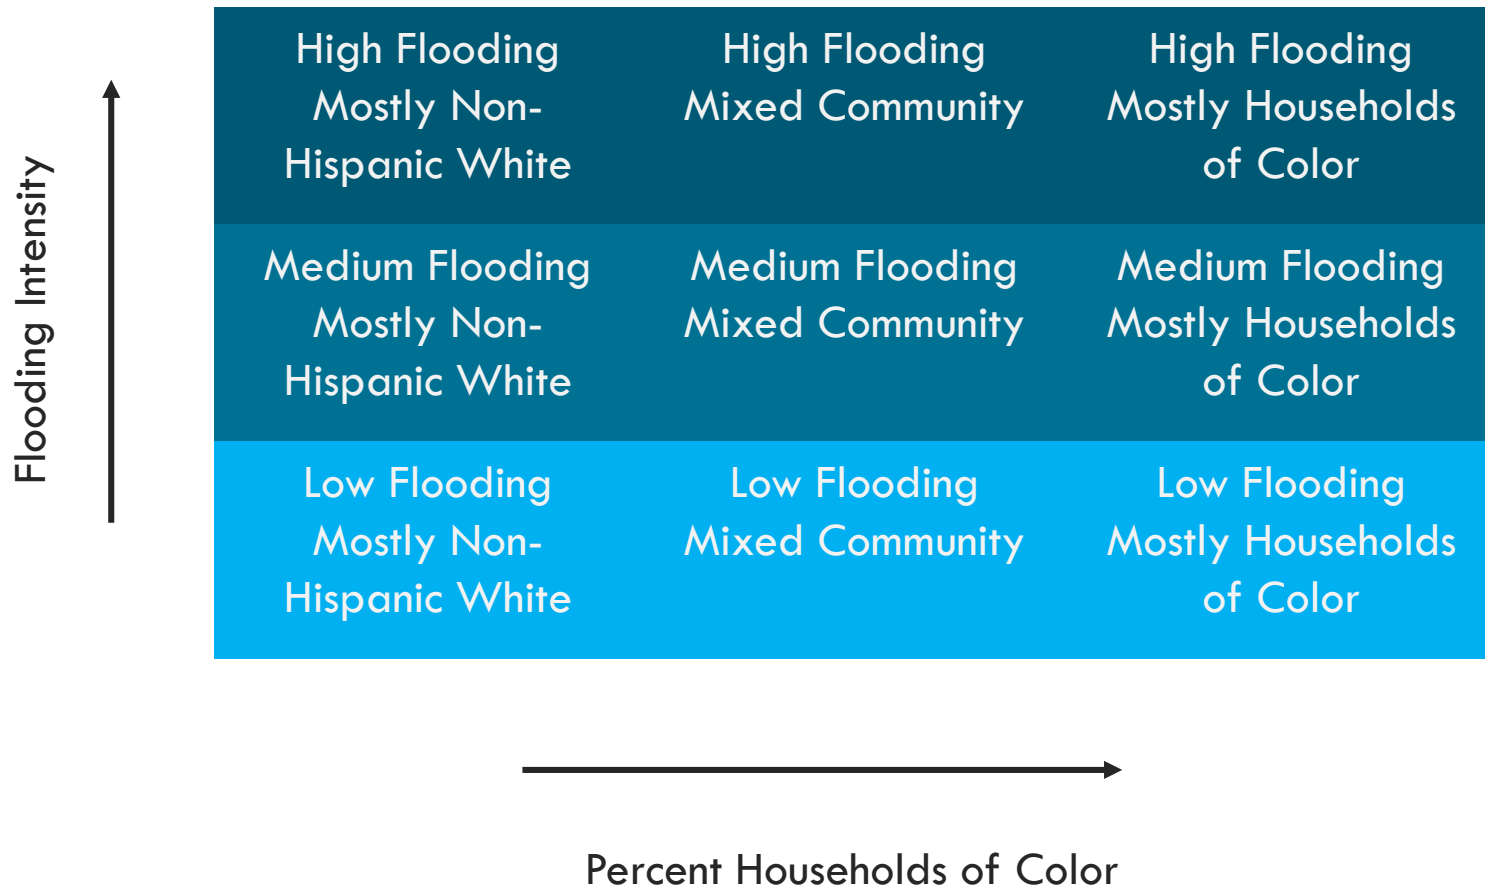 Flooding Intensity
High Flooding
Mostly Non-
Hispanic White
High Flooding
Mixed Community
High Flooding
Mostly Households
of Color
Medium Flooding
Mostly Non-
Hispanic White
Medium Flooding
Mixed Community
Medium Flooding
Mostly Households
of Color
Low Flooding
Mostly Non-
Hispanic White
Low Flooding
Mixed Community
Low Flooding
Mostly Households
of Color
Percent Households of Color